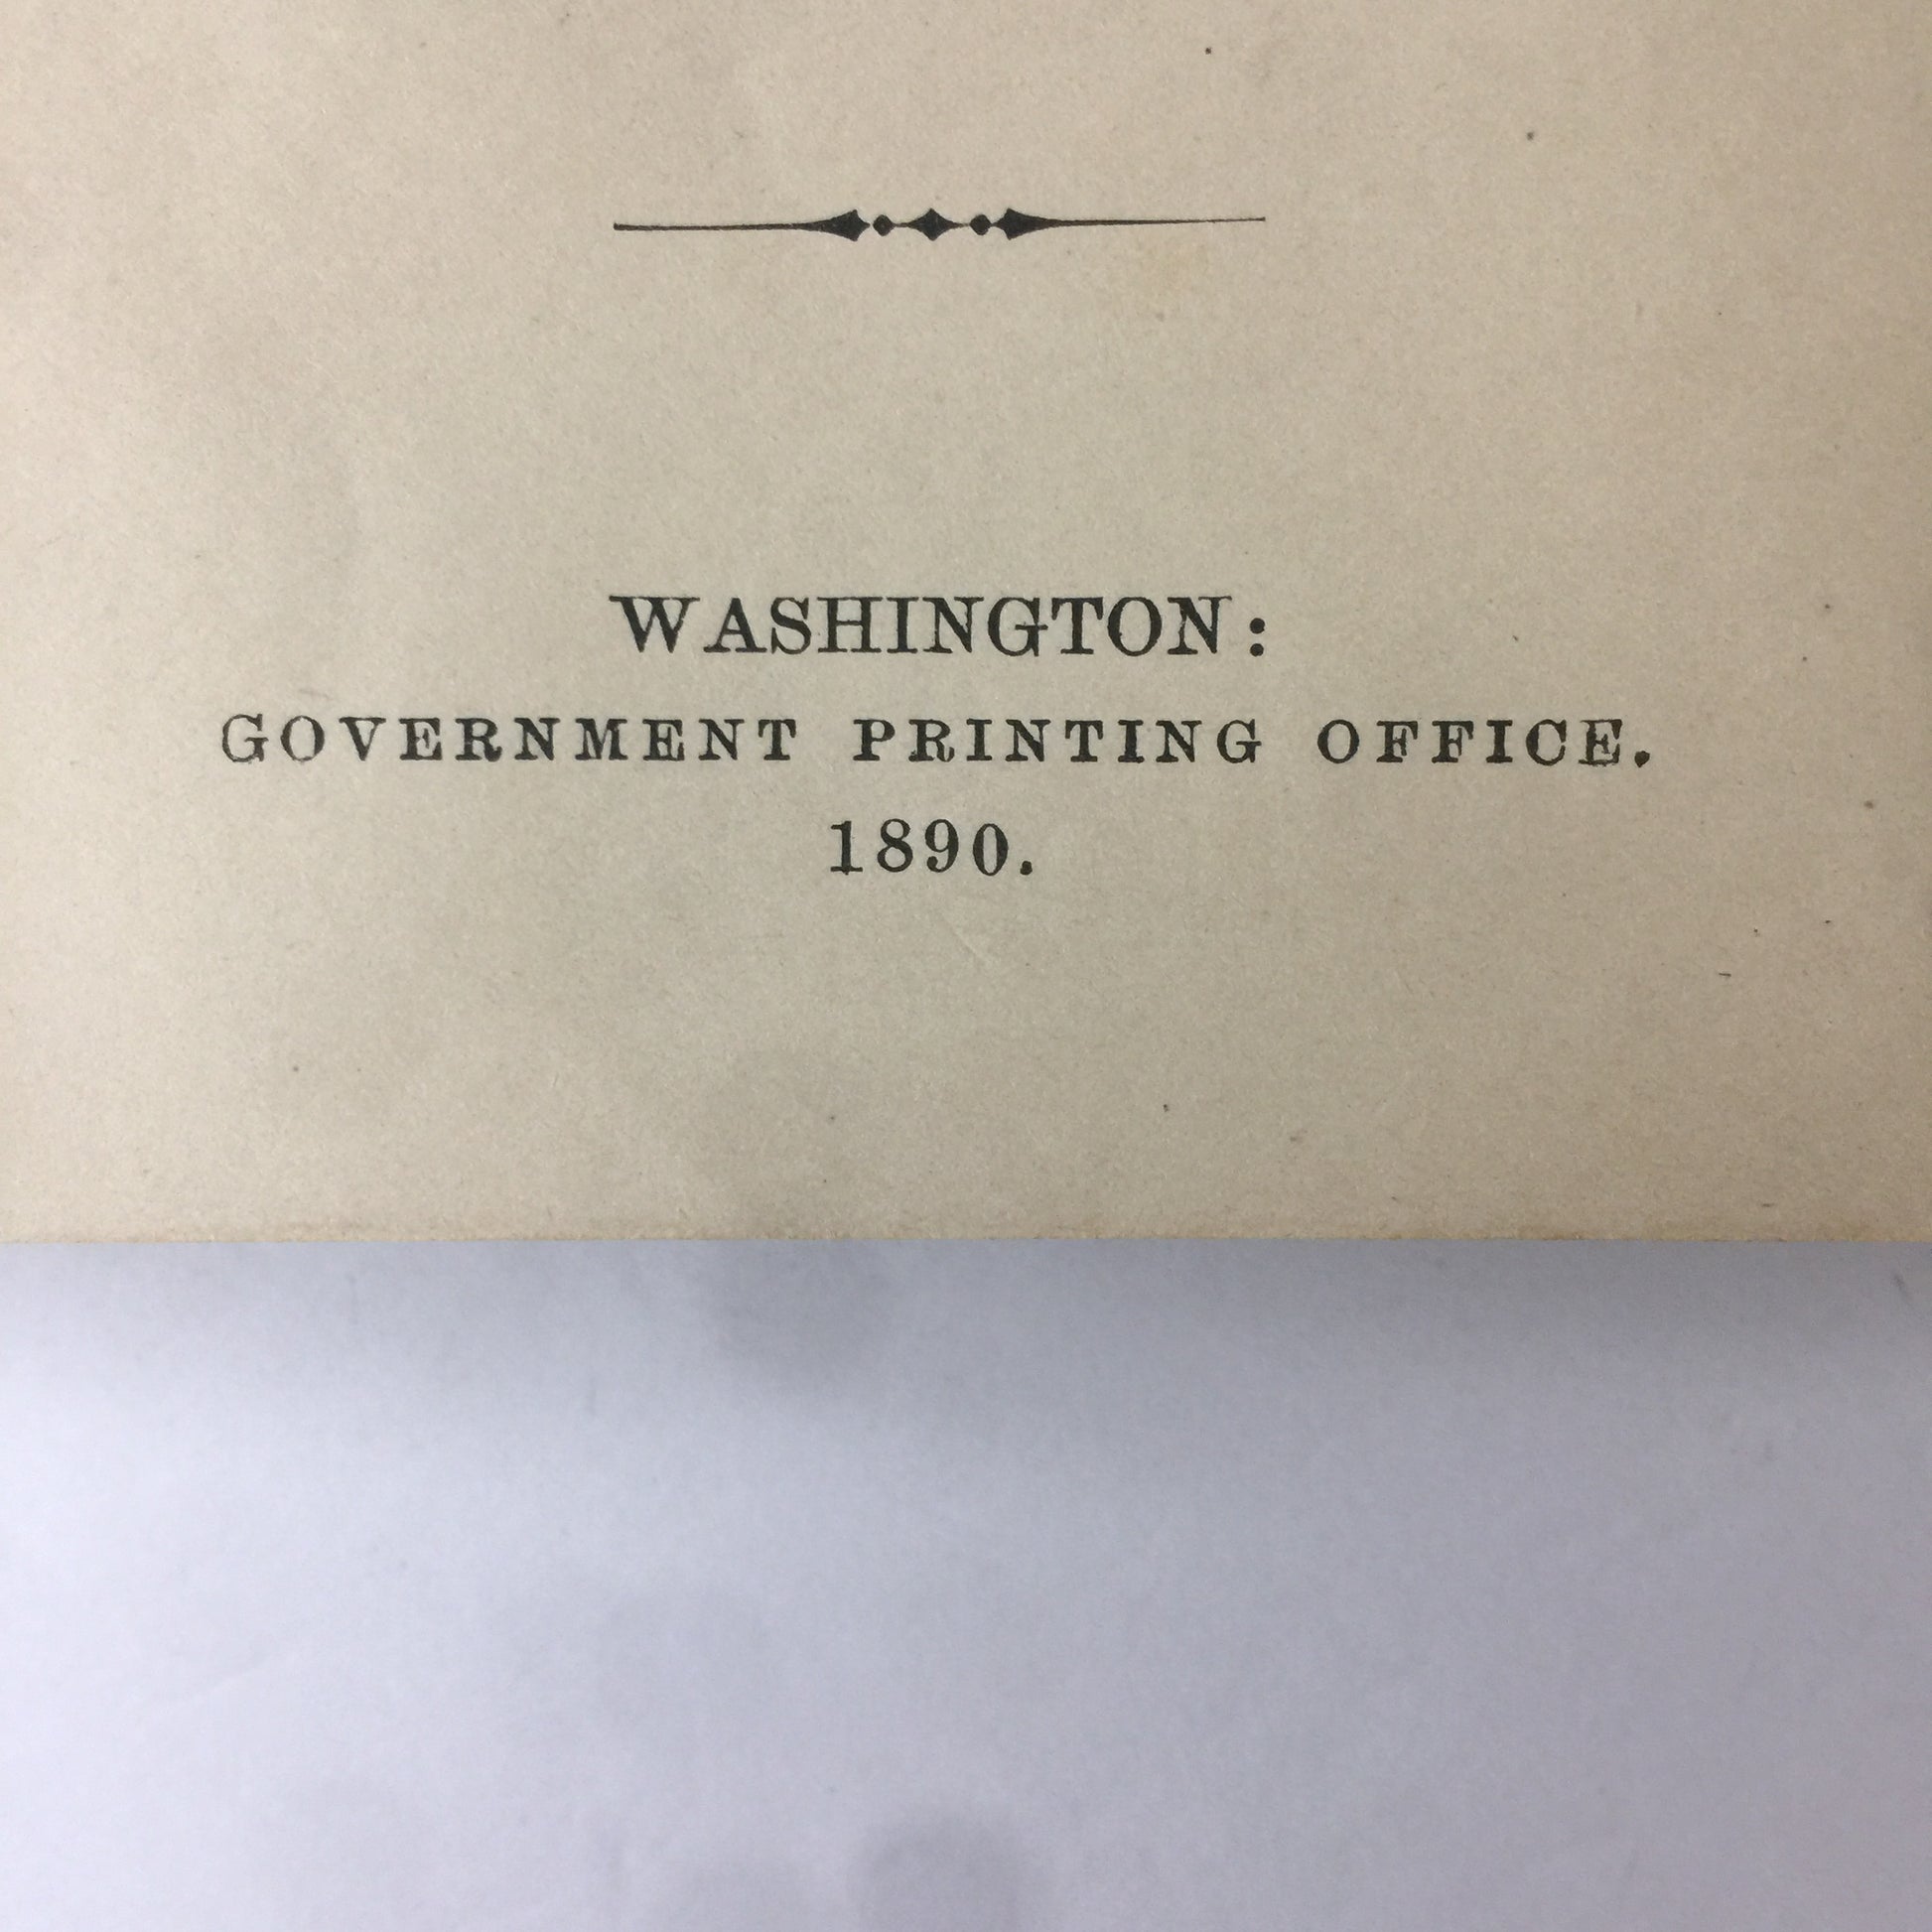 WASHINGTON:
GOVERNMENT PRINTING OFFICE.
1890.